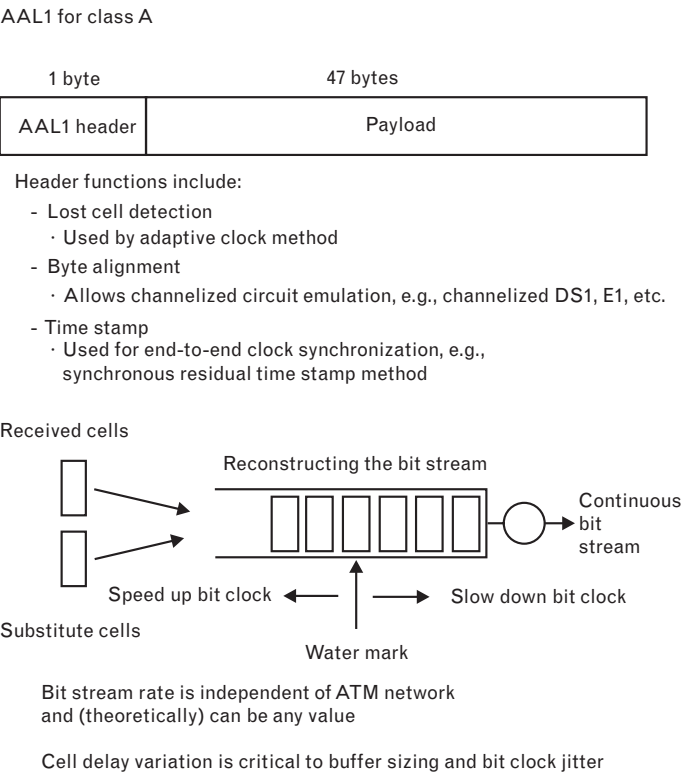 AAL1 for class A
1 byte
47 bytes
AAL1 header
Payload
Header functions include:
- Lost cell detection
· Used by adaptive clock method
- Byte alignment
· Allows channelized circuit emulation, e.g., channelized DS1, E1, etc.
- Time stamp
· Used for end-to-end clock synchronization, e.g.,
synchronous residual time stamp method
Received cells
Reconstructing the bit stream
Continuous
bit
stream
Speed up bit clock
Slow down bit clock
Substitute cells
Water mark
Bit stream rate is independent of ATM network
and (theoretically) can be any value
Cell delay variation is critical to buffer sizing and bit clock jitter